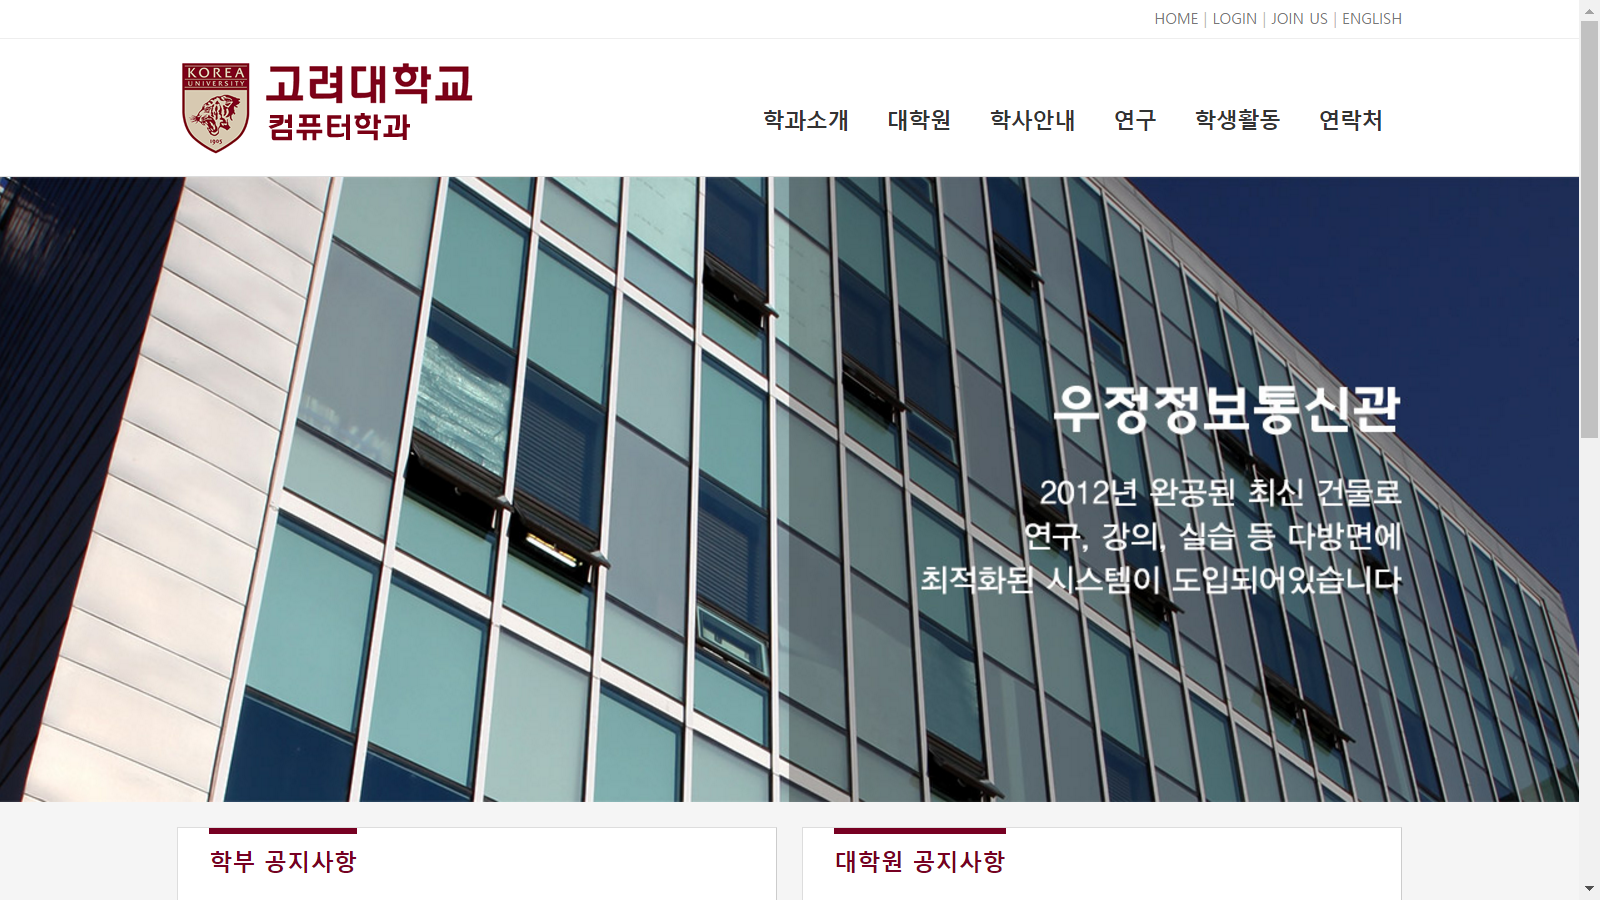 HOME | LOGIN | JOIN US | ENGLISH
KOREA
UNIVERSITY
1905
고려대학교
컴퓨터학과
학과소개 대학원 학사안내 연구 학생활동 연락처
우정정보통신관
2012년 완공된 최신 건물로
연구, 강의, 실습 등 다방면에
최적화된 시스템이 도입되어있습니다
학부 공지사항
대학원 공지사항